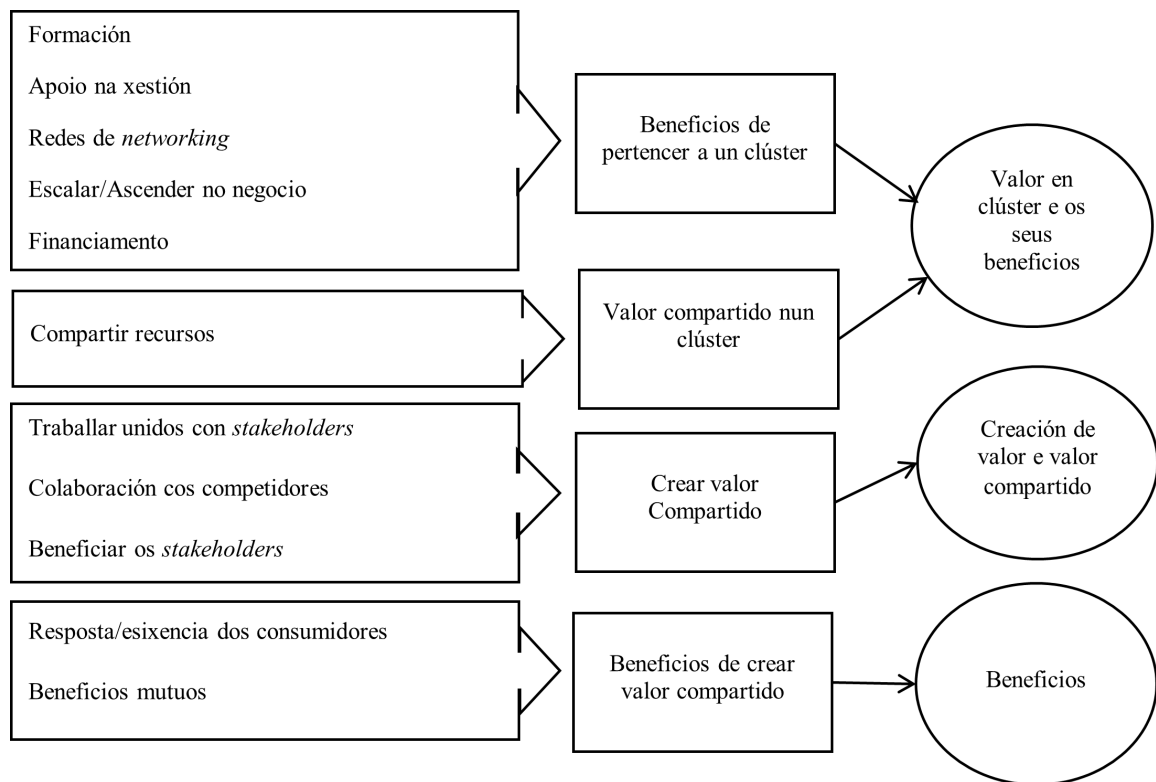 Formación
Apoio na xestión
Redes de networking
Escalar/Ascender no negocio
Financiamento
Beneficios de
pertencer a un clúster
Valor en
clúster e os
seus
beneficios
Compartir recursos
Valor compartido nun
clúster
Traballar unidos con stakeholders
Colaboración cos competidores
Beneficiar os stakeholders
Crear valor
Compartido
Creación de
valor e valor
compartido
Resposta/esixencia dos consumidores
Beneficios mutuos
Beneficios de crear
valor compartido
Beneficios